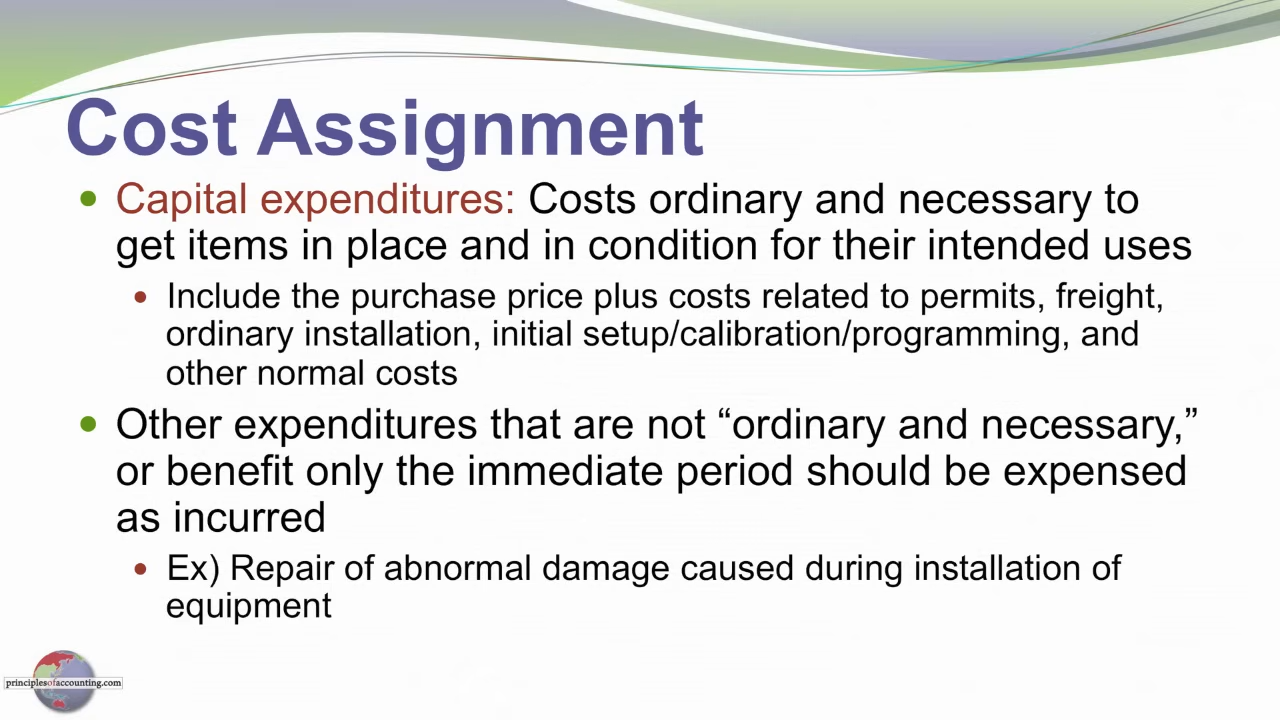 Cost Assignment
• Capital expenditures: Costs ordinary and necessary to
get items in place and in condition for their intended uses
• Include the purchase price plus costs related to permits, freight,
ordinary installation, initial setup/calibration/programming, and
other normal costs
• Other expenditures that are not “ordinary and necessary,”
or benefit only the immediate period should be expensed
as incurred
• Ex) Repair of abnormal damage caused during installation of
equipment
principlesofaccounting.com